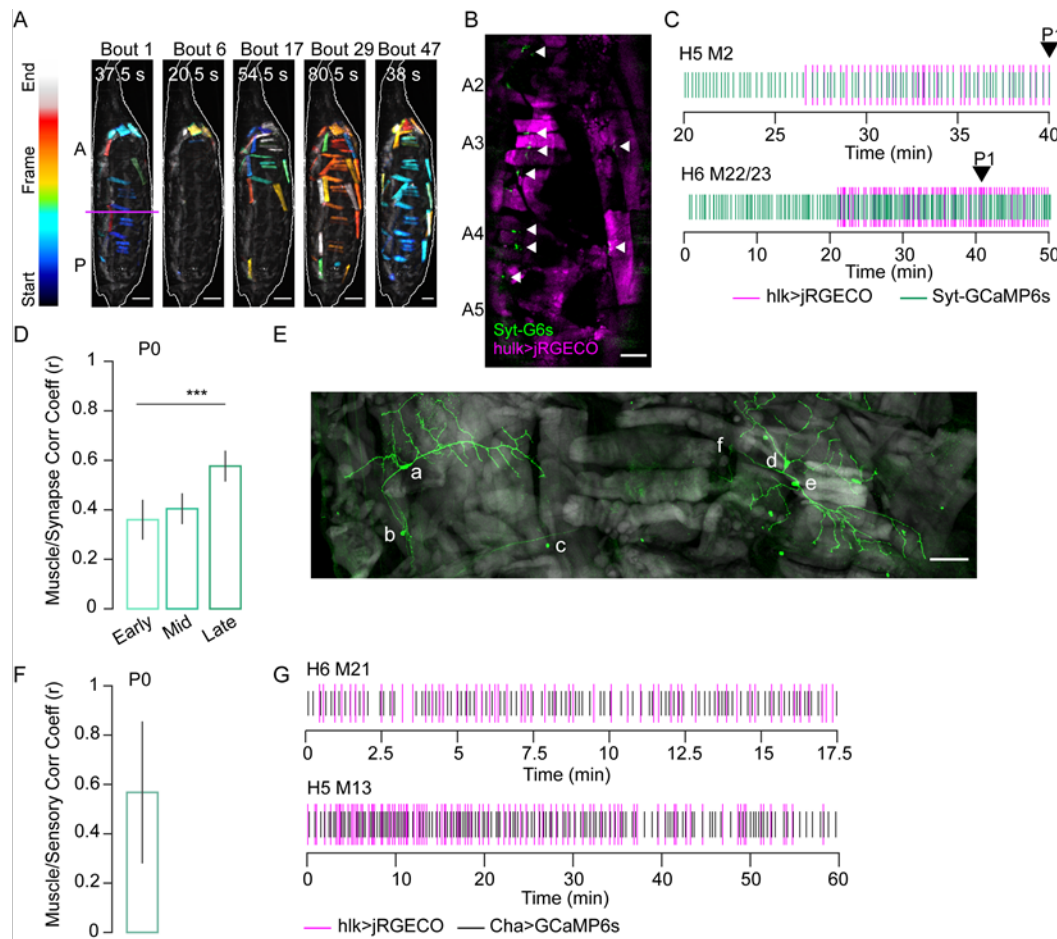 A
Bout 1 Bout 6 Bout 17 Bout 29 Bout 47
37.5 s 20.5 s 54.5 s 80.5 s 38 s
End
Frame
Start
A
P
B
A2
A3
A4
A5
Syt-G6s
hulk>jRGECO
C
H5 M2
P1
20 25 30 35 40
Time (min)
H6 M22/23
P1
0 10 20 30 40 50
Time (min)
hlk>jRGECO Syt-GCaMP6s
D
P0
Muscle/Synapse Corr Coeff (r)
1
0.8
0.6
0.4
0.2
0
***
Early Mid Late
E
a
b
c
d
e
f
F
P0
Muscle/Sensory Corr Coeff (r)
1
0.8
0.6
0.4
0.2
0
G
H6 M21
0 2.5 5 7.5 10 12.5 15 17.5
Time (min)
H5 M13
0 10 20 30 40 50 60
Time (min)
hlk>jRGECO Cha>GCaMP6s